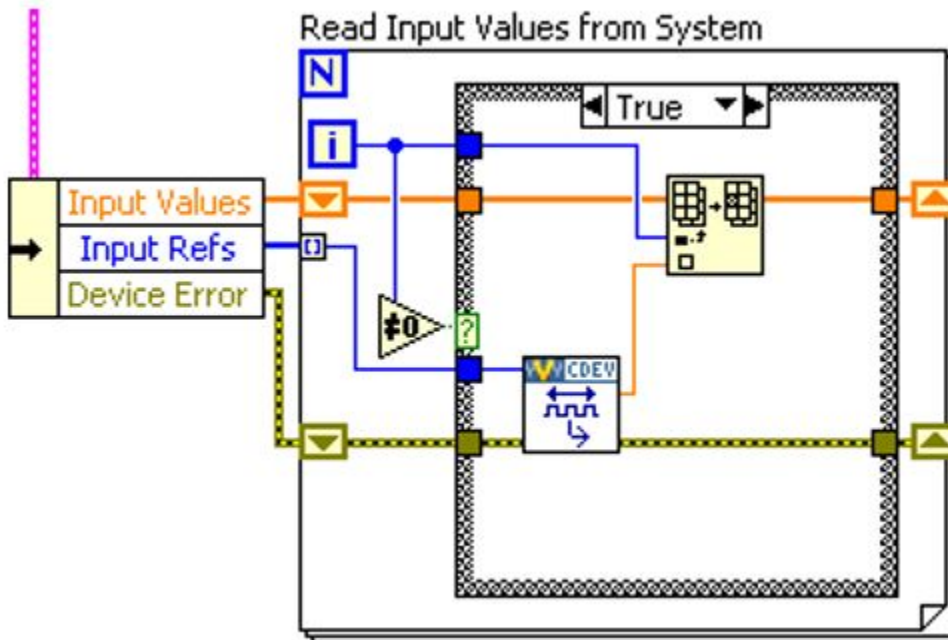 Read Input Values from System
N
True
i
Input Values
Input Refs
Device Error
≠0
?
CDEV